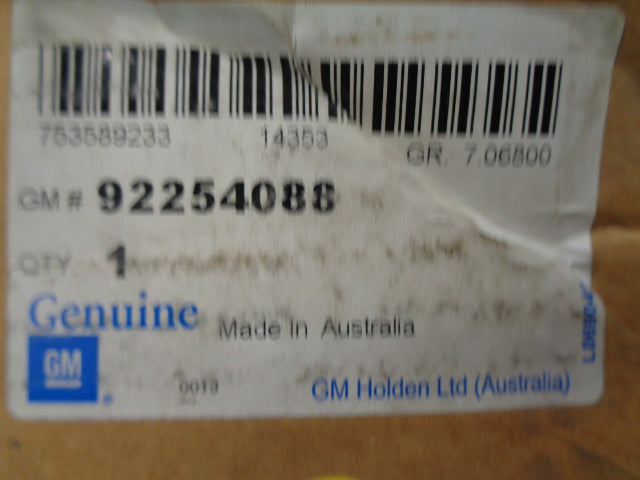 753589233 14353
GR. 7.06800
GM # 92254088
QTY 1
Genuine Made In Australia
GM
0019
GM Holden Ltd (Australia)